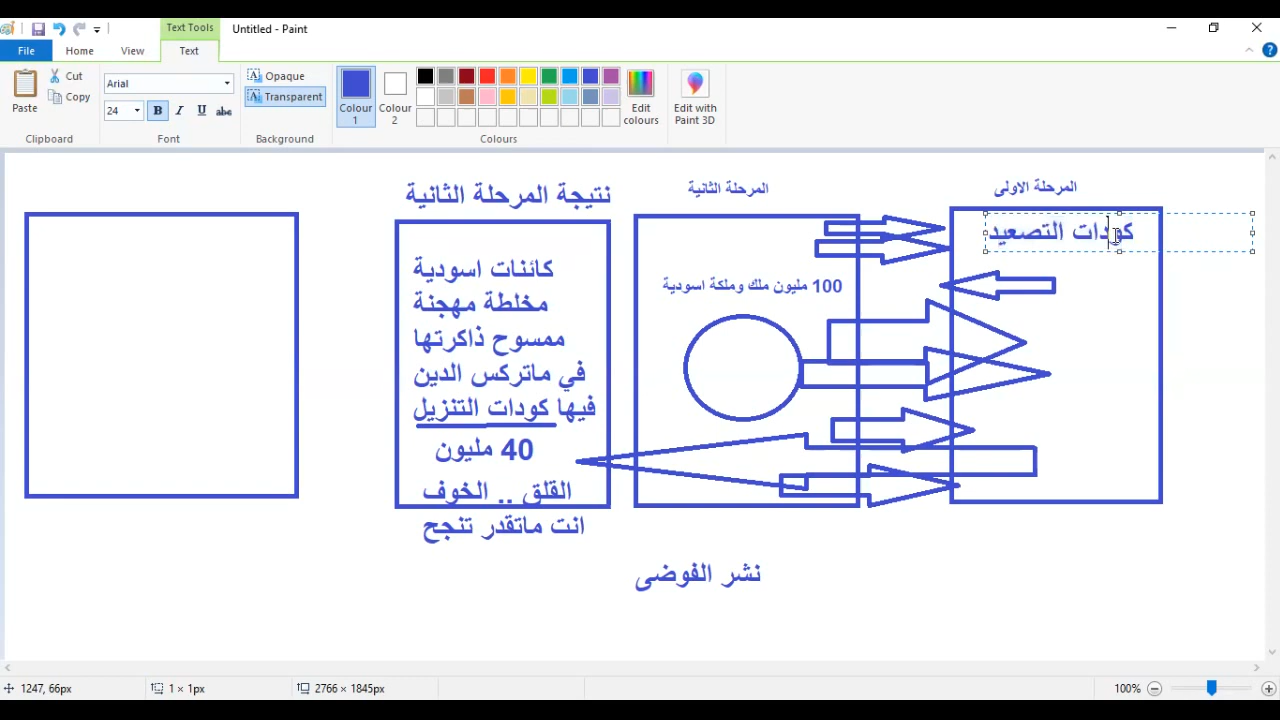 Text Tools
Untitled - Paint
File
Home
View
Text
Paste
Cut
Copy
Clipboard
Arial
24
B
I
U
abc
Font
Opaque
Transparent
Background
Colour 1
Colour 2
Edit colours
Colours
Edit with Paint 3D
المرحلة الاولى
كودات التصعيد
المرحلة الثانية
100 مليون ملك وملكة اسودية
نتيجة المرحلة الثانية
كائنات اسودية
مخلطة مهجنة
ممسوح ذاكرتها
في ماتركس الدين
فيها كودات التنزيل
40 مليون
القلق .. الخوف
انت ماتقدر تنجح
نشر الفوضى
1247, 66px
1 × 1px
2766 × 1845px
100%